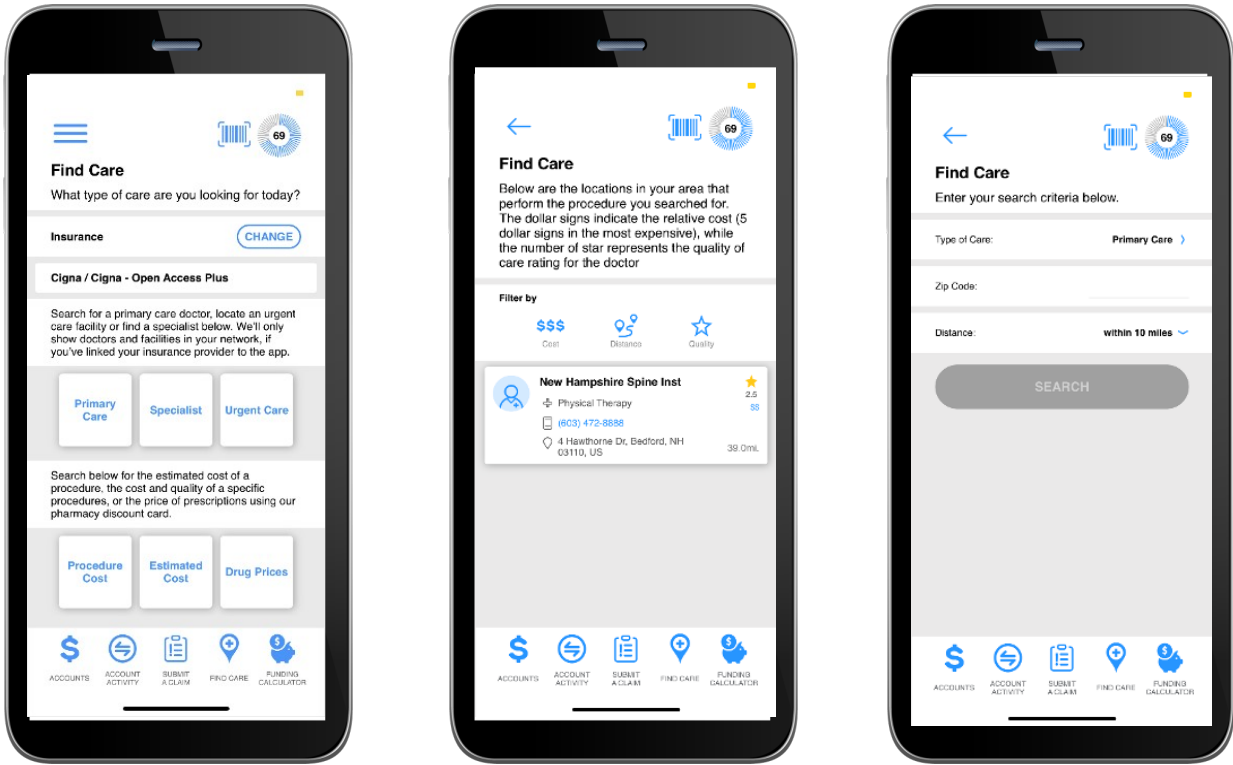 69
Find Care
What type of care are you looking for today?
Insurance
CHANGE
Cigna / Cigna - Open Access Plus
Search for a primary care doctor, locate an urgent
care facility or find a specialist below. We'll only
show doctors and facilities in your network, if
you've linked your insurance provider to the app.
Primary
Care
Specialist
Urgent Care
Search below for the estimated cost of a
procedure, the cost and quality of a specific
procedures, or the price of prescriptions using our
pharmacy discount card.
Procedure
Cost
Estimated
Cost
Drug Prices
ACCOUNTS
ACCOUNT
ACTIVITY
SUBMIT
A CLAIM
FIND CARE
FUNDING
CALCULATOR
69
Find Care
Below are the locations in your area that
perform the procedure you searched for.
The dollar signs indicate the relative cost (5
dollar signs in the most expensive), while
the number of star represents the quality of
care rating for the doctor
Filter by
$$$
Cost
Distance
Quality
New Hampshire Spine Inst
Physical Therapy
(603) 472-8888
4 Hawthorne Dr, Bedford, NH
03110, US
2.5
$$
39.0mi.
ACCOUNTS
ACCOUNT
ACTIVITY
SUBMIT
A CLAIM
FIND CARE
FUNDING
CALCULATOR
69
Find Care
Enter your search criteria below.
Type of Care:
Primary Care
Zip Code:
Distance:
within 10 miles
SEARCH
ACCOUNTS
ACCOUNT
ACTIVITY
SUBMIT
A CLAIM
FIND CARE
FUNDING
CALCULATOR